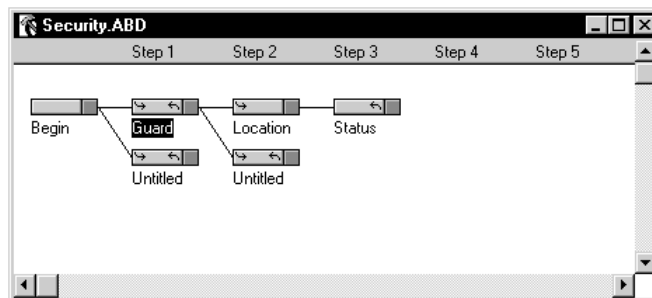 Security.ABD
Step 1 Step 2 Step 3 Step 4 Step 5
Begin Guard Location Status
Untitled Untitled